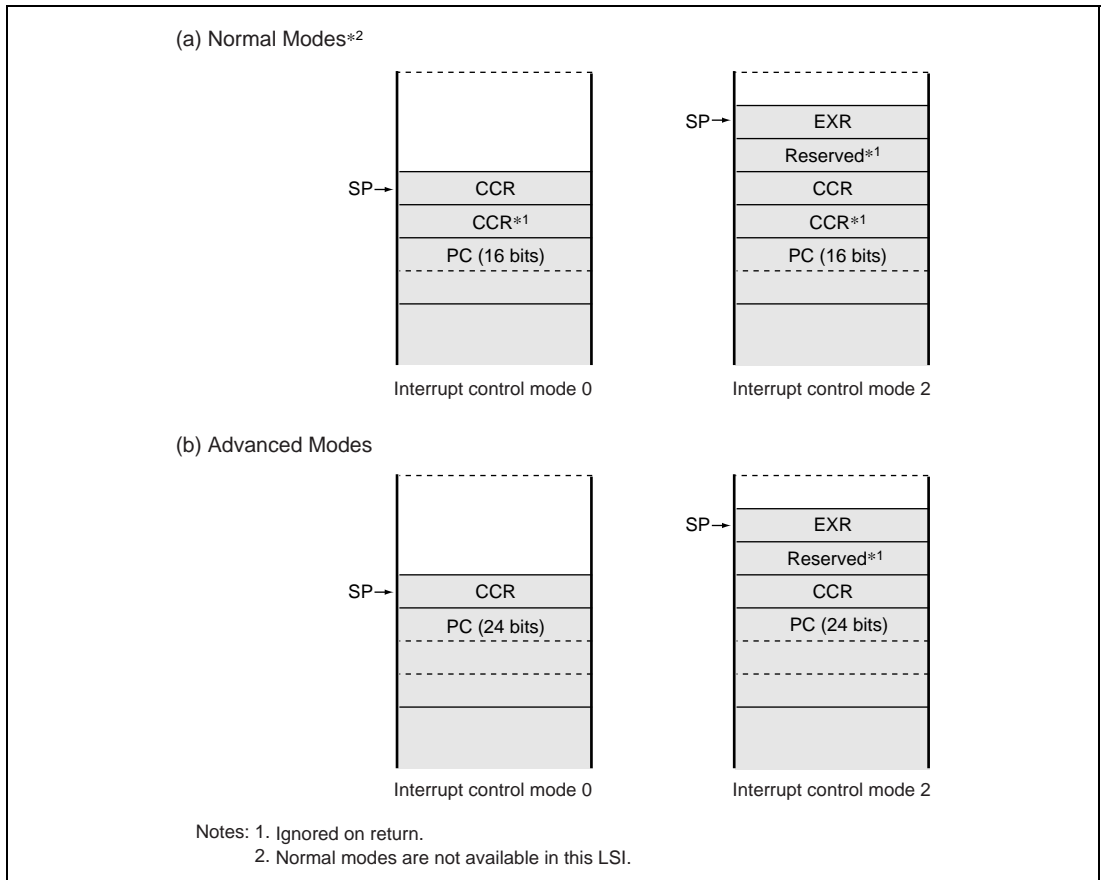 (a) Normal Modes*2
SP
CCR
CCR*1
PC (16 bits)
Interrupt control mode 0
SP
EXR
Reserved*1
CCR
CCR*1
PC (16 bits)
Interrupt control mode 2
(b) Advanced Modes
SP
CCR
PC (24 bits)
Interrupt control mode 0
SP
EXR
Reserved*1
CCR
PC (24 bits)
Interrupt control mode 2
Notes: 1. Ignored on return.
2. Normal modes are not available in this LSI.